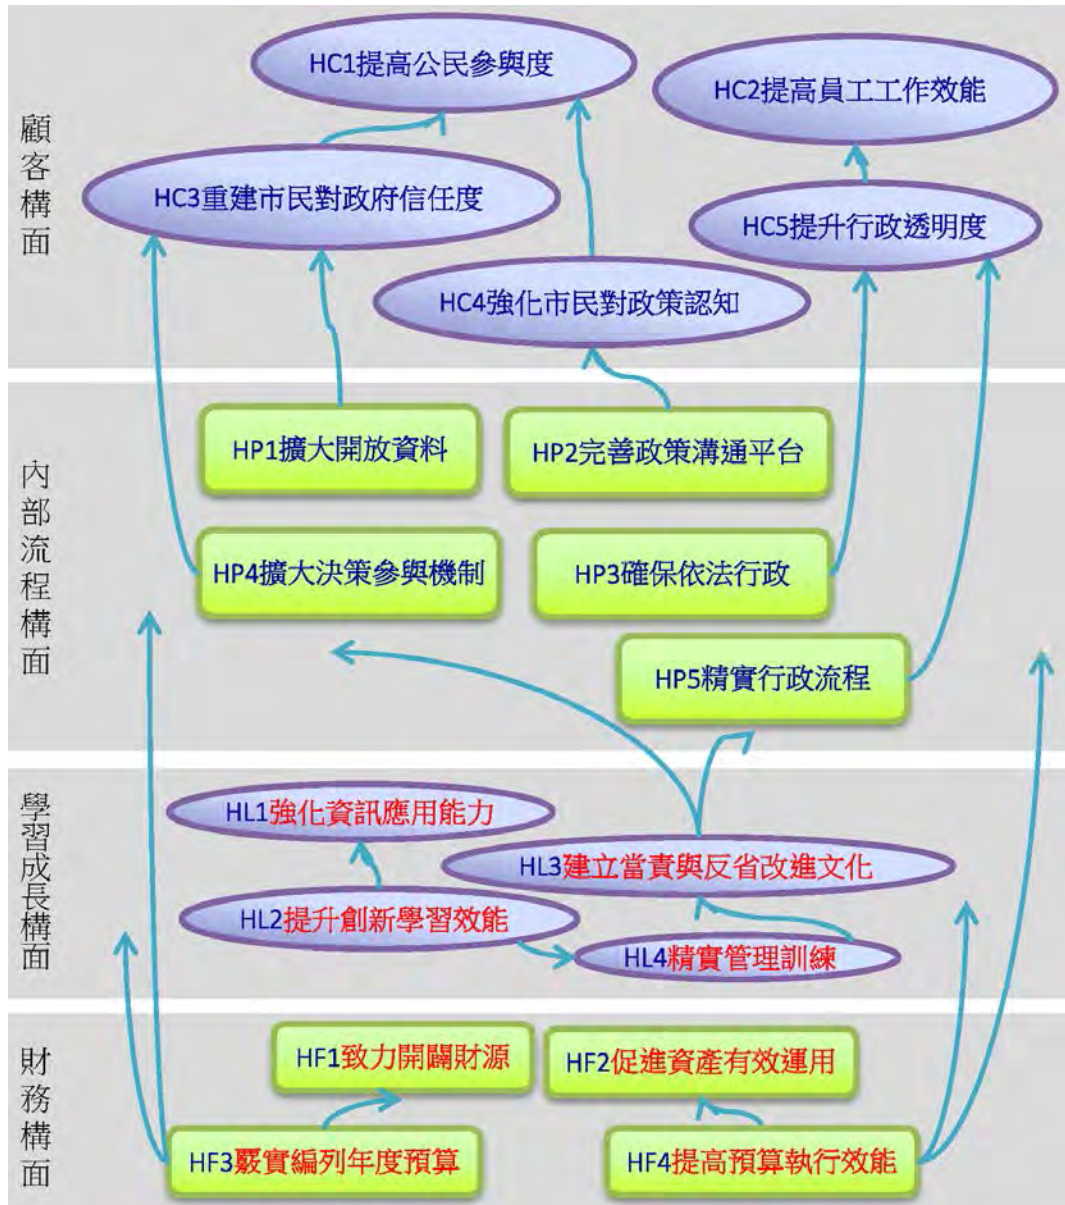 顧客構面
HC1提高公民參與度
HC2提高員工工作效能
HC3重建市民對政府信任度
HC5提升行政透明度
HC4強化市民對政策認知
內部流程構面
HP1擴大開放資料
HP2完善政策溝通平台
HP4擴大決策參與機制
HP3確保依法行政
HP5精實行政流程
學習成長構面
HL1強化資訊應用能力
HL3建立當責與反省改進文化
HL2提升創新學習效能
HL4精實管理訓練
財務構面
HF1致力開闢財源
HF2促進資產有效運用
HF3覈實編列年度預算
HF4提高預算執行效能